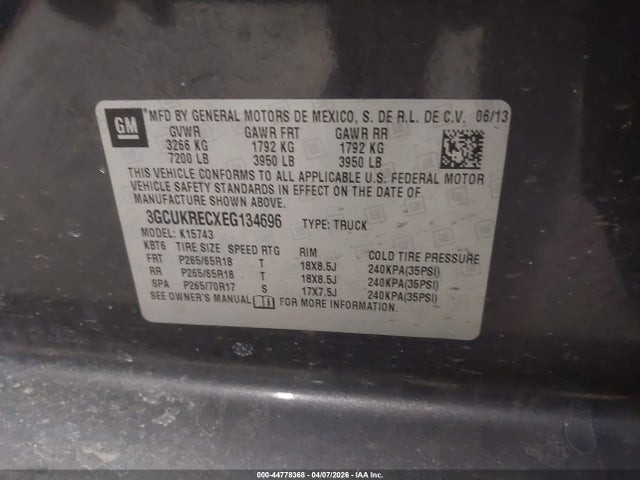 GM ® MFD BY GENERAL MOTORS DE MEXICO, S. DE R.L. DE C.V. 06/13
GVWR GAWR FRT GAWR RR
3266 KG 1792 KG 1792 KG
7200 LB 3950 LB 3950 LB
THIS VEHICLE CONFORMS TO ALL APPLICABLE U.S. FEDERAL MOTOR
VEHICLE SAFETY STANDARDS IN EFFECT ON THE DATE OF
MANUFACTURE SHOWN ABOVE.
3GCUKRECXEG134696 TYPE: TRUCK
MODEL: K15743
KBT6 TIRE SIZE SPEED RTG RIM COLD TIRE PRESSURE
FRT P265/65R18 T 18X8.5J 240KPA(35PSI)
RR P265/65R18 T 18X8.5J 240KPA(35PSI)
SPA P265/70R17 S 17X7.5J 240KPA(35PSI)
SEE OWNER'S MANUAL FOR MORE INFORMATION.
000-44778368 - 04/07/2026 - IAA Inc.